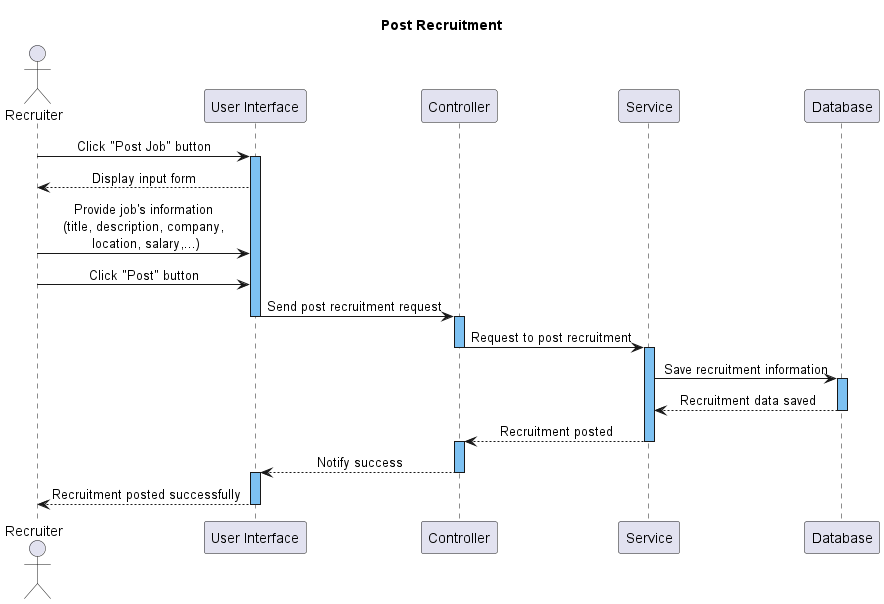 Post Recruitment
Recruiter
User Interface
Controller
Service
Database
Click "Post Job" button
Display input form
Provide job's information
(title, description, company,
location, salary,...)
Click "Post" button
Send post recruitment request
Request to post recruitment
Save recruitment information
Recruitment data saved
Recruitment posted
Notify success
Recruitment posted successfully
Recruiter
User Interface
Controller
Service
Database